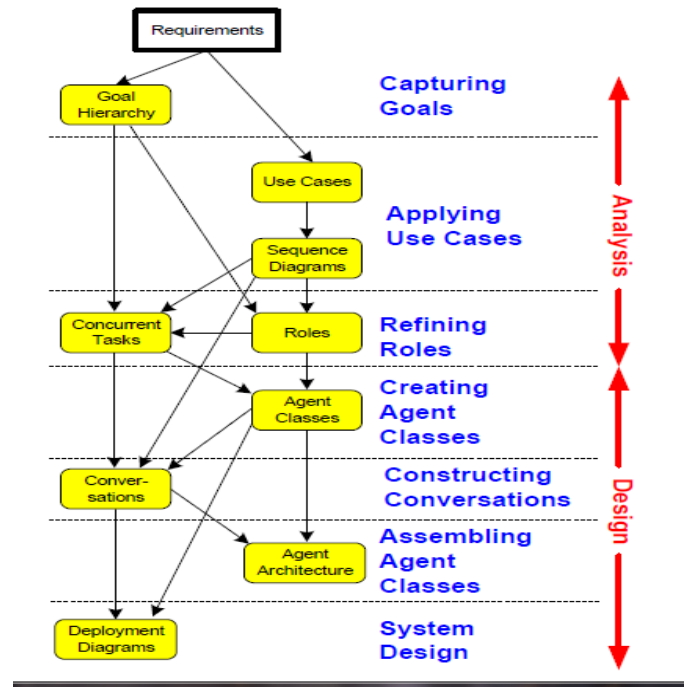 Requirements
Goal
Hierarchy
Capturing
Goals
Use Cases
Applying
Use Cases
Sequence
Diagrams
Analysis
Concurrent
Tasks
Roles
Refining
Roles
Agent
Classes
Creating
Agent
Classes
Conver-
sations
Constructing
Conversations
Design
Agent
Architecture
Assembling
Agent
Classes
Deployment
Diagrams
System
Design